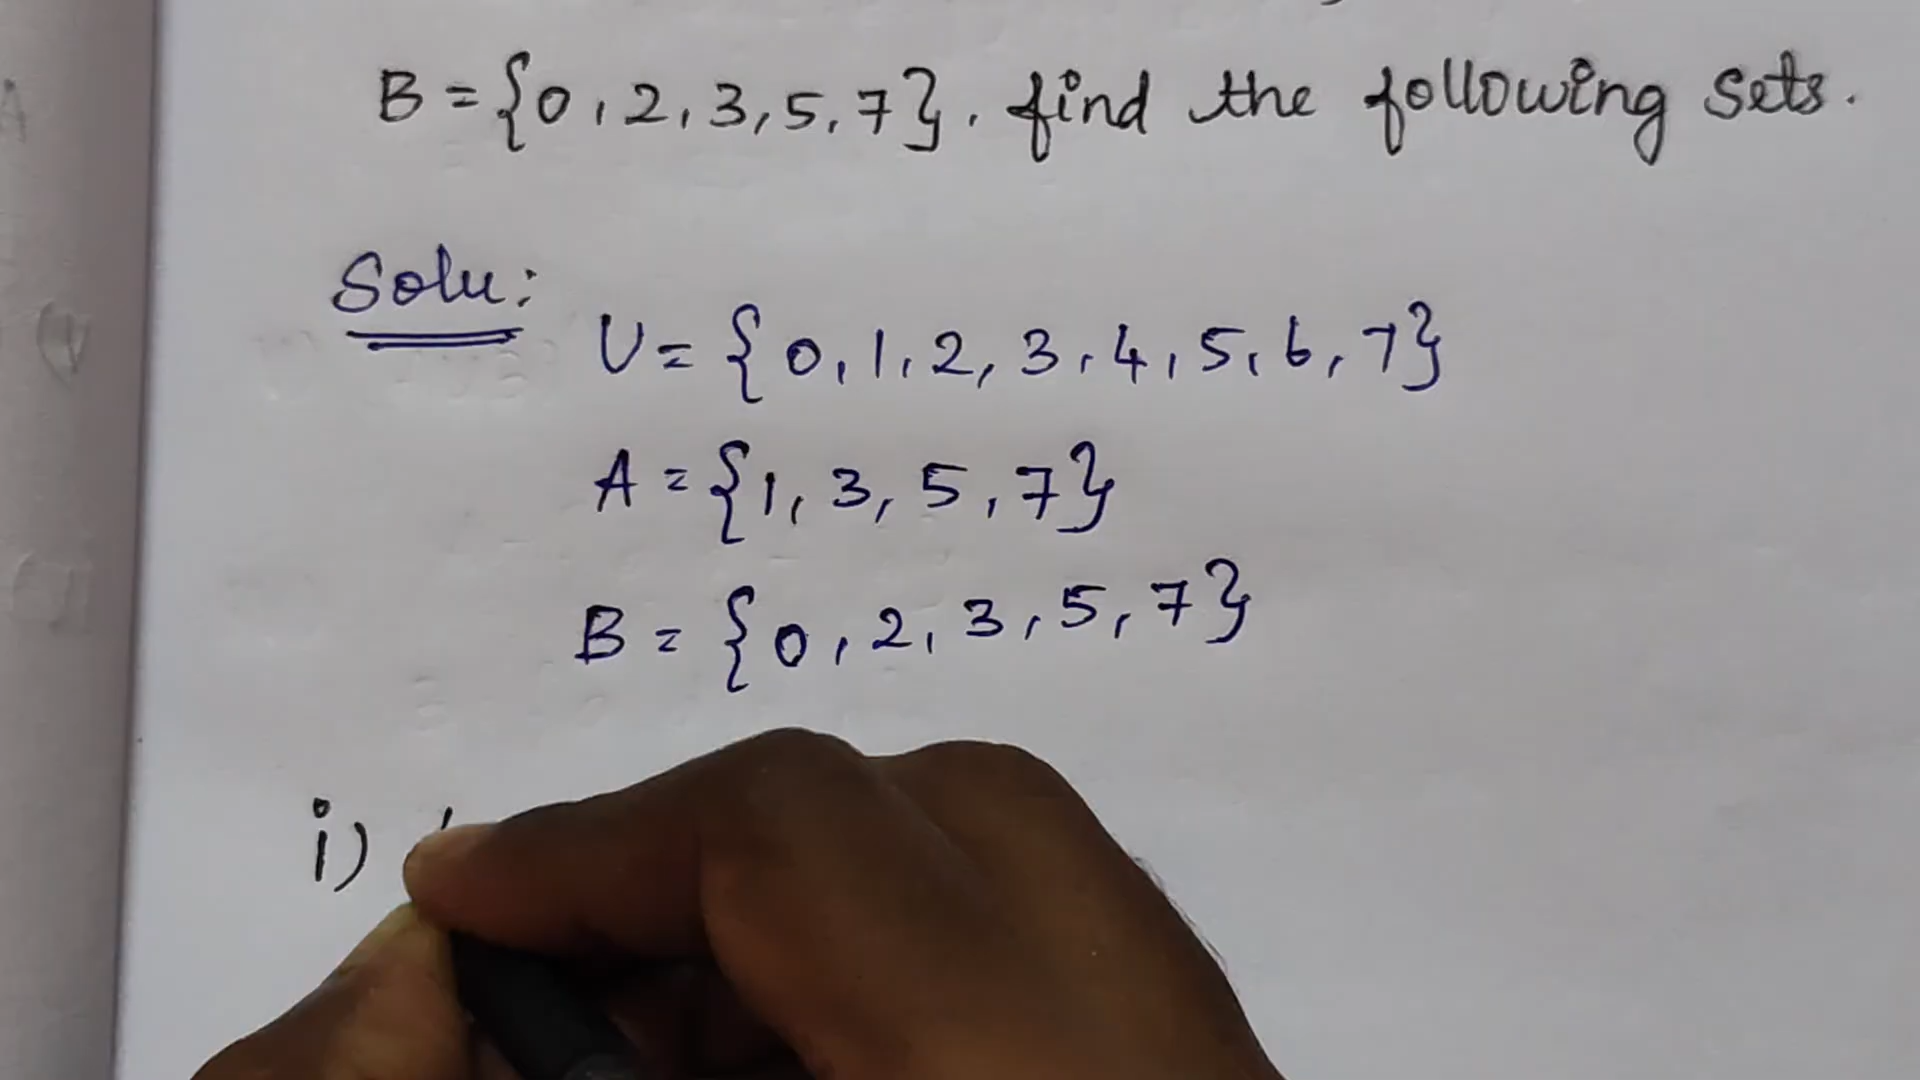 B = {0, 2, 3, 5, 7}. find the following sets.
Solu:
U = {0, 1, 2, 3, 4, 5, 6, 7}
A = {1, 3, 5, 7}
B = {0, 2, 3, 5, 7}
i)